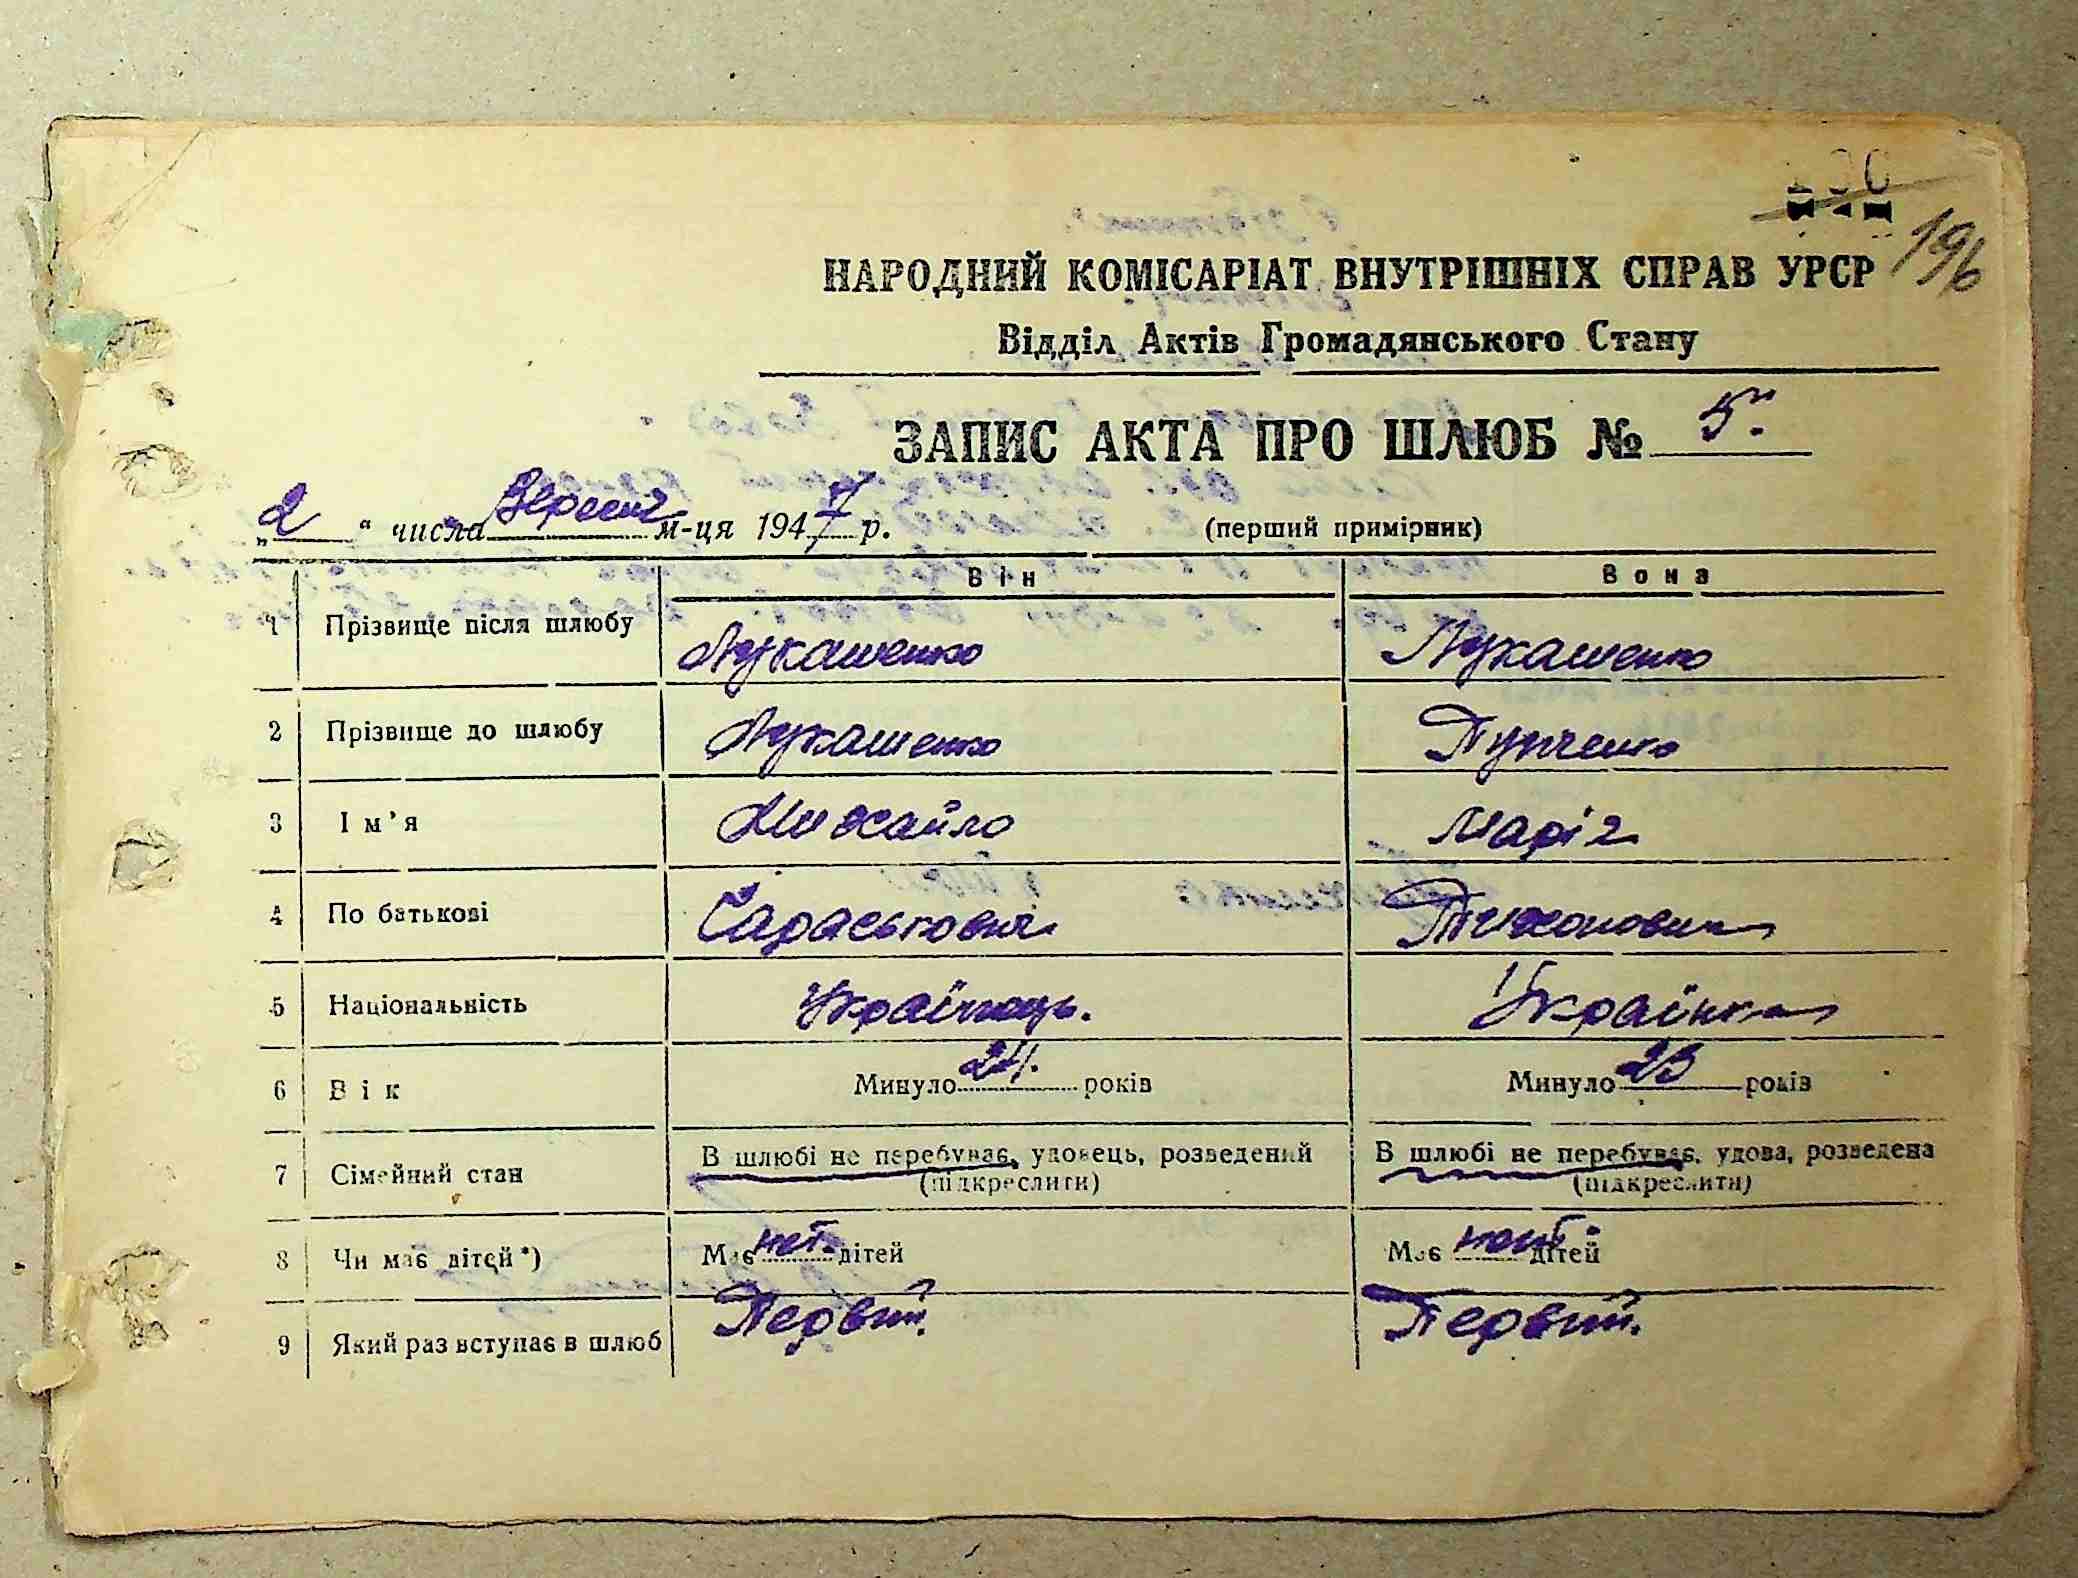 196
НАРОДНИЙ КОМІСАРІАТ ВНУТРІШНІХ СПРАВ УРСР
Відділ Актів Громадянського Стану
ЗАПИС АКТА ПРО ШЛЮБ № 5.
„2“ числа Вересня м-ця 1947 р. (перший примірник)
Він Вона
1 Прізвище після шлюбу Лукашенко Лукашенко
2 Прізвище до шлюбу Лукашенко
3 Ім'я Михайло Марія
4 По батькові Тихоновна
5 Національність Українець. Українка
6 Вік Минуло 24. років Минуло 23 років
7 Сімейний стан В шлюбі не перебуває, удовець, розведений В шлюбі не перебуває, удова, розведена
(підкреслити) (підкреслити)
8 Чи має дітей*) Має нет дітей Має дітей
9 Який раз вступає в шлюб Первий. Первий.